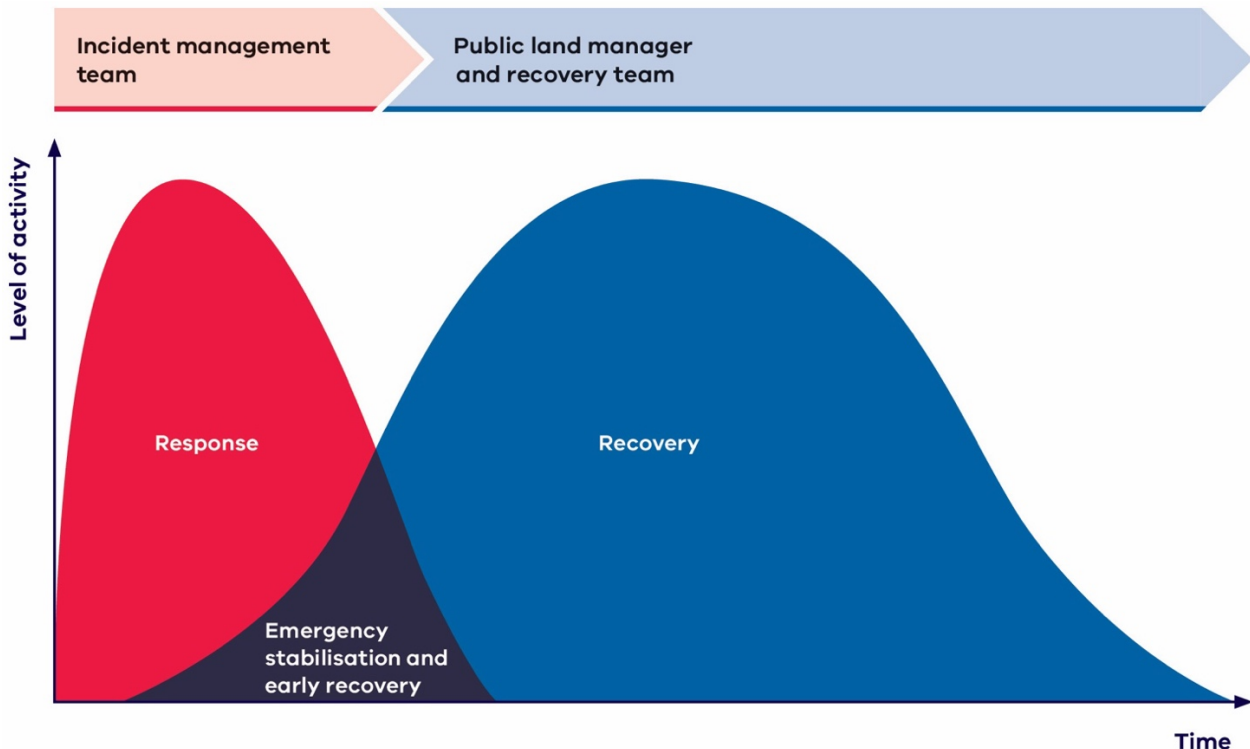 Incident management
team
Public land manager
and recovery team
Level of activity
Response
Recovery
Emergency
stabilisation and
early recovery
Time